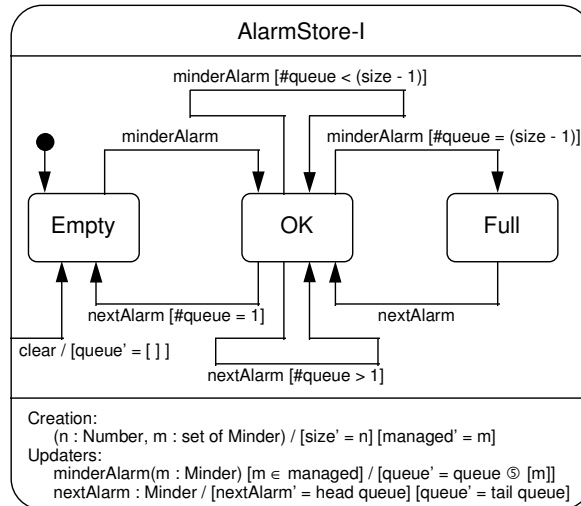 AlarmStore-I
minderAlarm [#queue < (size - 1)]
minderAlarm
minderAlarm [#queue = (size - 1)]
Empty
OK
Full
nextAlarm [#queue = 1]
nextAlarm
clear / [queue’ = [ ] ]
nextAlarm [#queue > 1]
Creation:
(n : Number, m : set of Minder) / [size’ = n] [managed’ = m]
Updaters:
minderAlarm(m : Minder) [m ∈ managed] / [queue’ = queue Ⓢ [m]]
nextAlarm : Minder / [nextAlarm’ = head queue] [queue’ = tail queue]